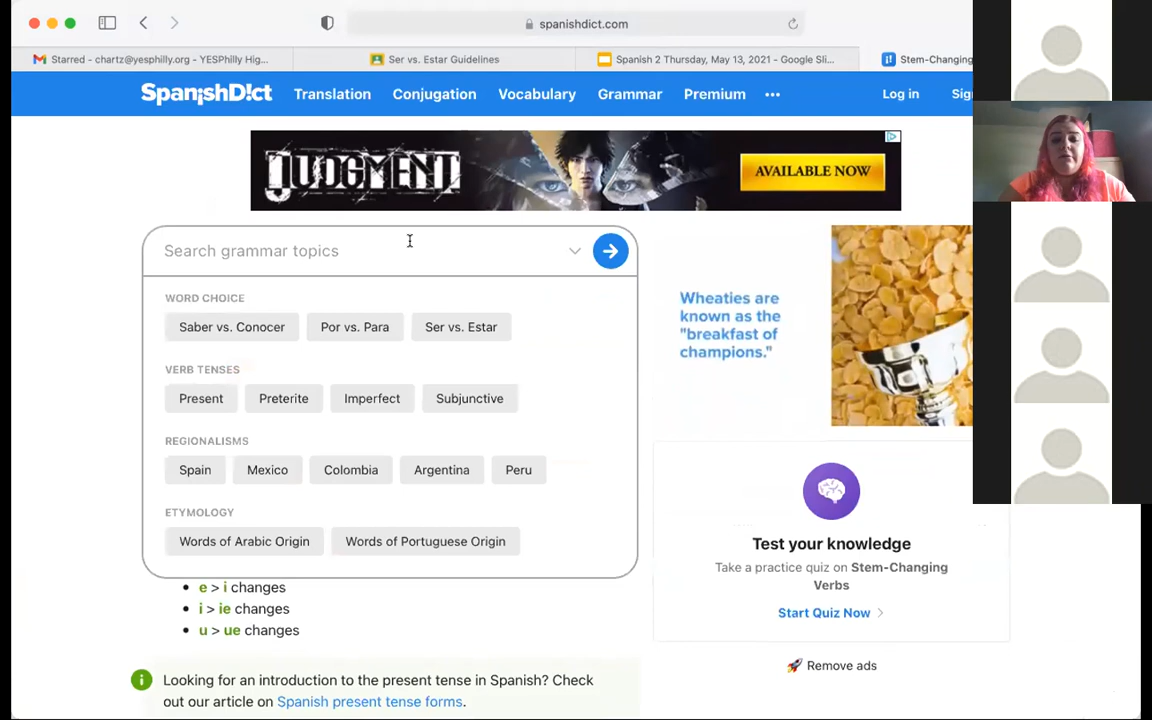 spanishdict.com
Starred - chartz@yesphilly.org - YESPhilly Hig...
Ser vs. Estar Guidelines
Spanish 2 Thursday, May 13, 2021 - Google Sli...
Stem-Changing
SpanishD!ct
Translation
Conjugation
Vocabulary
Grammar
Premium
•••
Log in
Sig
JUDGMENT
AVAILABLE NOW
Search grammar topics
WORD CHOICE
Saber vs. Conocer
Por vs. Para
Ser vs. Estar
VERB TENSES
Present
Preterite
Imperfect
Subjunctive
REGIONALISMS
Spain
Mexico
Colombia
Argentina
Peru
ETYMOLOGY
Words of Arabic Origin
Words of Portuguese Origin
• e > i changes
• i > ie changes
• u > ue changes
Looking for an introduction to the present tense in Spanish? Check
out our article on Spanish present tense forms.
Wheaties are
known as the
"breakfast of
champions."
Test your knowledge
Take a practice quiz on Stem-Changing
Verbs
Start Quiz Now >
Remove ads